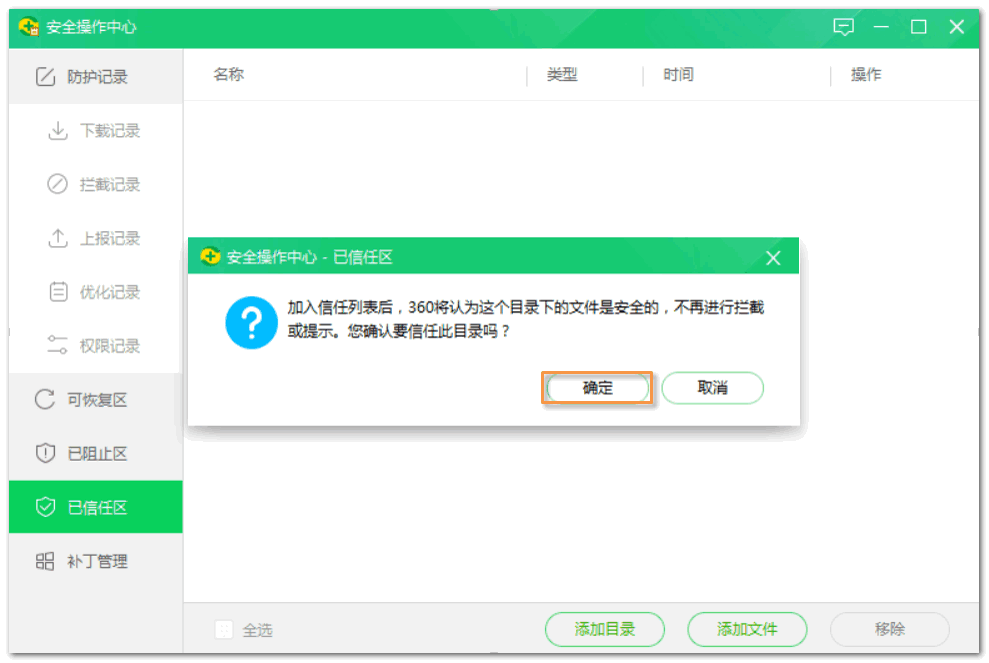 安全操作中心
防护记录
名称 类型 时间 操作
下载记录
拦截记录
上报记录
优化记录
权限记录
可恢复区
已阻止区
已信任区
补丁管理
安全操作中心 - 已信任区
加入信任列表后，360将认为这个目录下的文件是安全的，不再进行拦截
或提示。您确认要信任此目录吗？
确定 取消
全选 添加目录 添加文件 移除